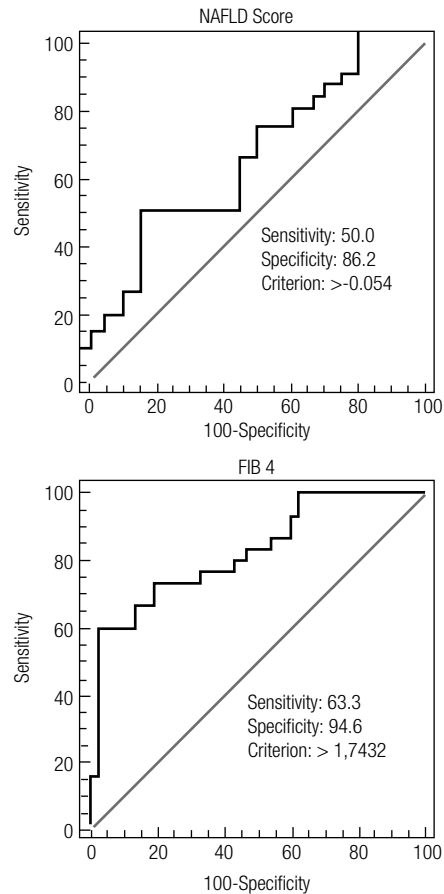 NAFLD Score
100
80
60
40
20
0
Sensitivity
Sensitivity: 50.0
Specificity: 86.2
Criterion: >-0.054
0 20 40 60 80 100
100-Specificity
FIB 4
100
80
60
40
20
0
Sensitivity
Sensitivity: 63.3
Specificity: 94.6
Criterion: > 1,7432
0 20 40 60 80 100
100-Specificity